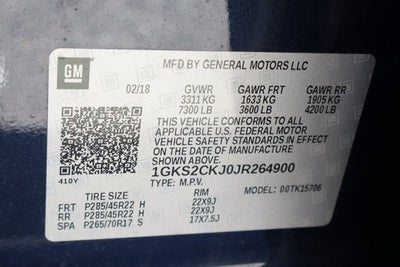 GM
MFD BY GENERAL MOTORS LLC
02/18 GVWR GAWR FRT GAWR RR
3311 KG 1633 KG 1905 KG
7300 LB 3600 LB 4200 LB
THIS VEHICLE CONFORMS TO ALL
APPLICABLE U.S. FEDERAL MOTOR
VEHICLE SAFETY STANDARDS IN EFFECT
ON THE DATE OF MANUFACTURE SHOWN ABOVE
1GKS2CKJ0JR264900
410Y TYPE: M.P.V. MODEL: 00TK15706
TIRE SIZE RIM
FRT P285/45R22 H 22X9J
RR P285/45R22 H 22X9J
SPA P265/70R17 S 17X7.5J